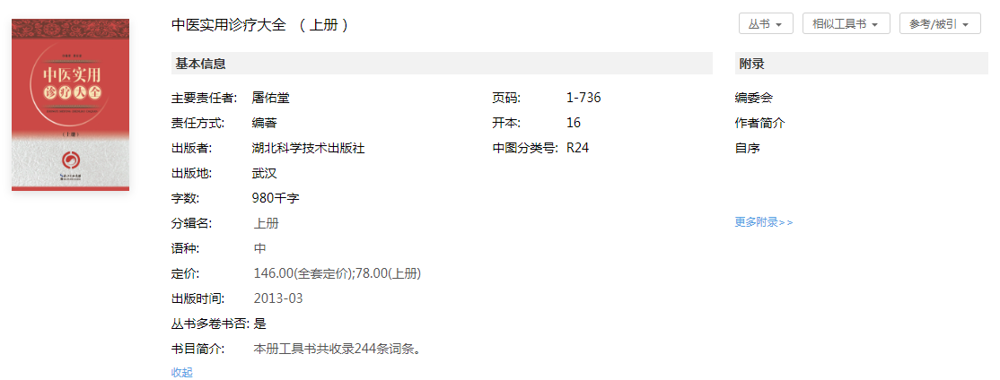 中医实用诊疗大全 （上册）
丛书
相似工具书
参考/被引
中医实用
诊疗大全
（上册）
基本信息
附录
主要责任者: 屠佑堂
页码: 1-736
编委会
责任方式: 编著
开本: 16
作者简介
出版者: 湖北科学技术出版社
中图分类号: R24
自序
出版地: 武汉
字数: 980千字
分辑名: 上册
更多附录>>
语种: 中
定价: 146.00(全套定价);78.00(上册)
出版时间: 2013-03
丛书多卷书否: 是
书目简介: 本册工具书共收录244条词条。
收起